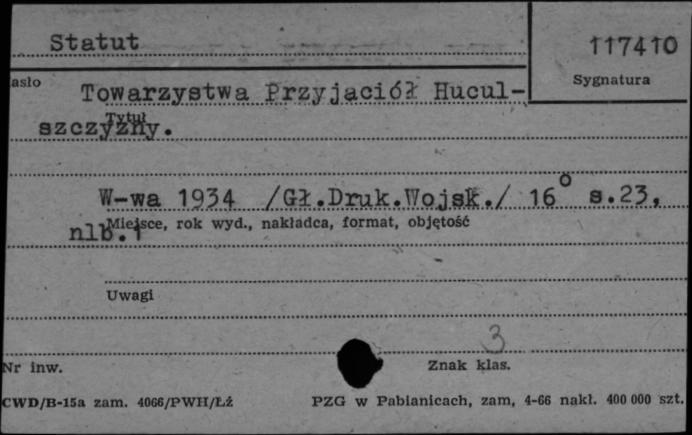 Statut
117410
asło
Sygnatura
Towarzystwa Przyjaciół Hucul-
Tytuł
szczyzny.
W-wa 1934 /Gł.Druk.Wojsk./ 16° s.23,
Miejsce, rok wyd., nakładca, format, objętość
nlb.1
Uwagi
3
Nr inw.
Znak klas.
CWD/B-15a zam. 4066/PWH/Łź
PZG w Pabianicach, zam, 4-66 nakł. 400 000 szt.